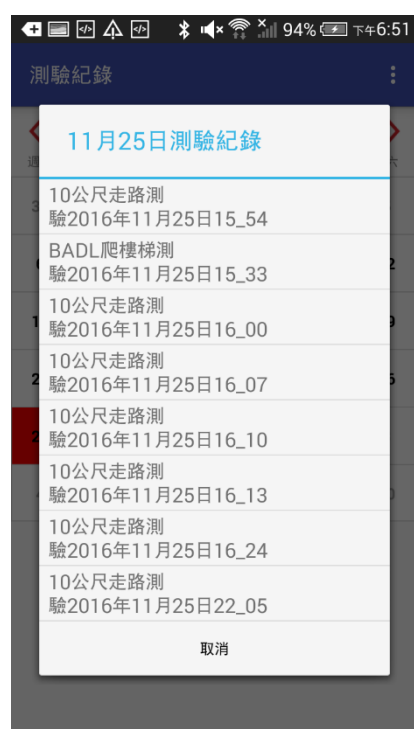 94% 下午6:51
測驗紀錄
11月25日測驗紀錄
10公尺走路測
驗2016年11月25日15_54
BADL爬樓梯測
驗2016年11月25日15_33
10公尺走路測
驗2016年11月25日16_00
10公尺走路測
驗2016年11月25日16_07
10公尺走路測
驗2016年11月25日16_10
10公尺走路測
驗2016年11月25日16_13
10公尺走路測
驗2016年11月25日16_24
10公尺走路測
驗2016年11月25日22_05
取消